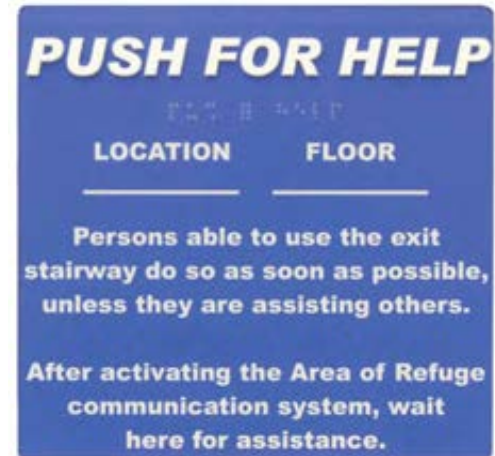 PUSH FOR HELP
LOCATION FLOOR
Persons able to use the exit
stairway do so as soon as possible,
unless they are assisting others.
After activating the Area of Refuge
communication system, wait
here for assistance.